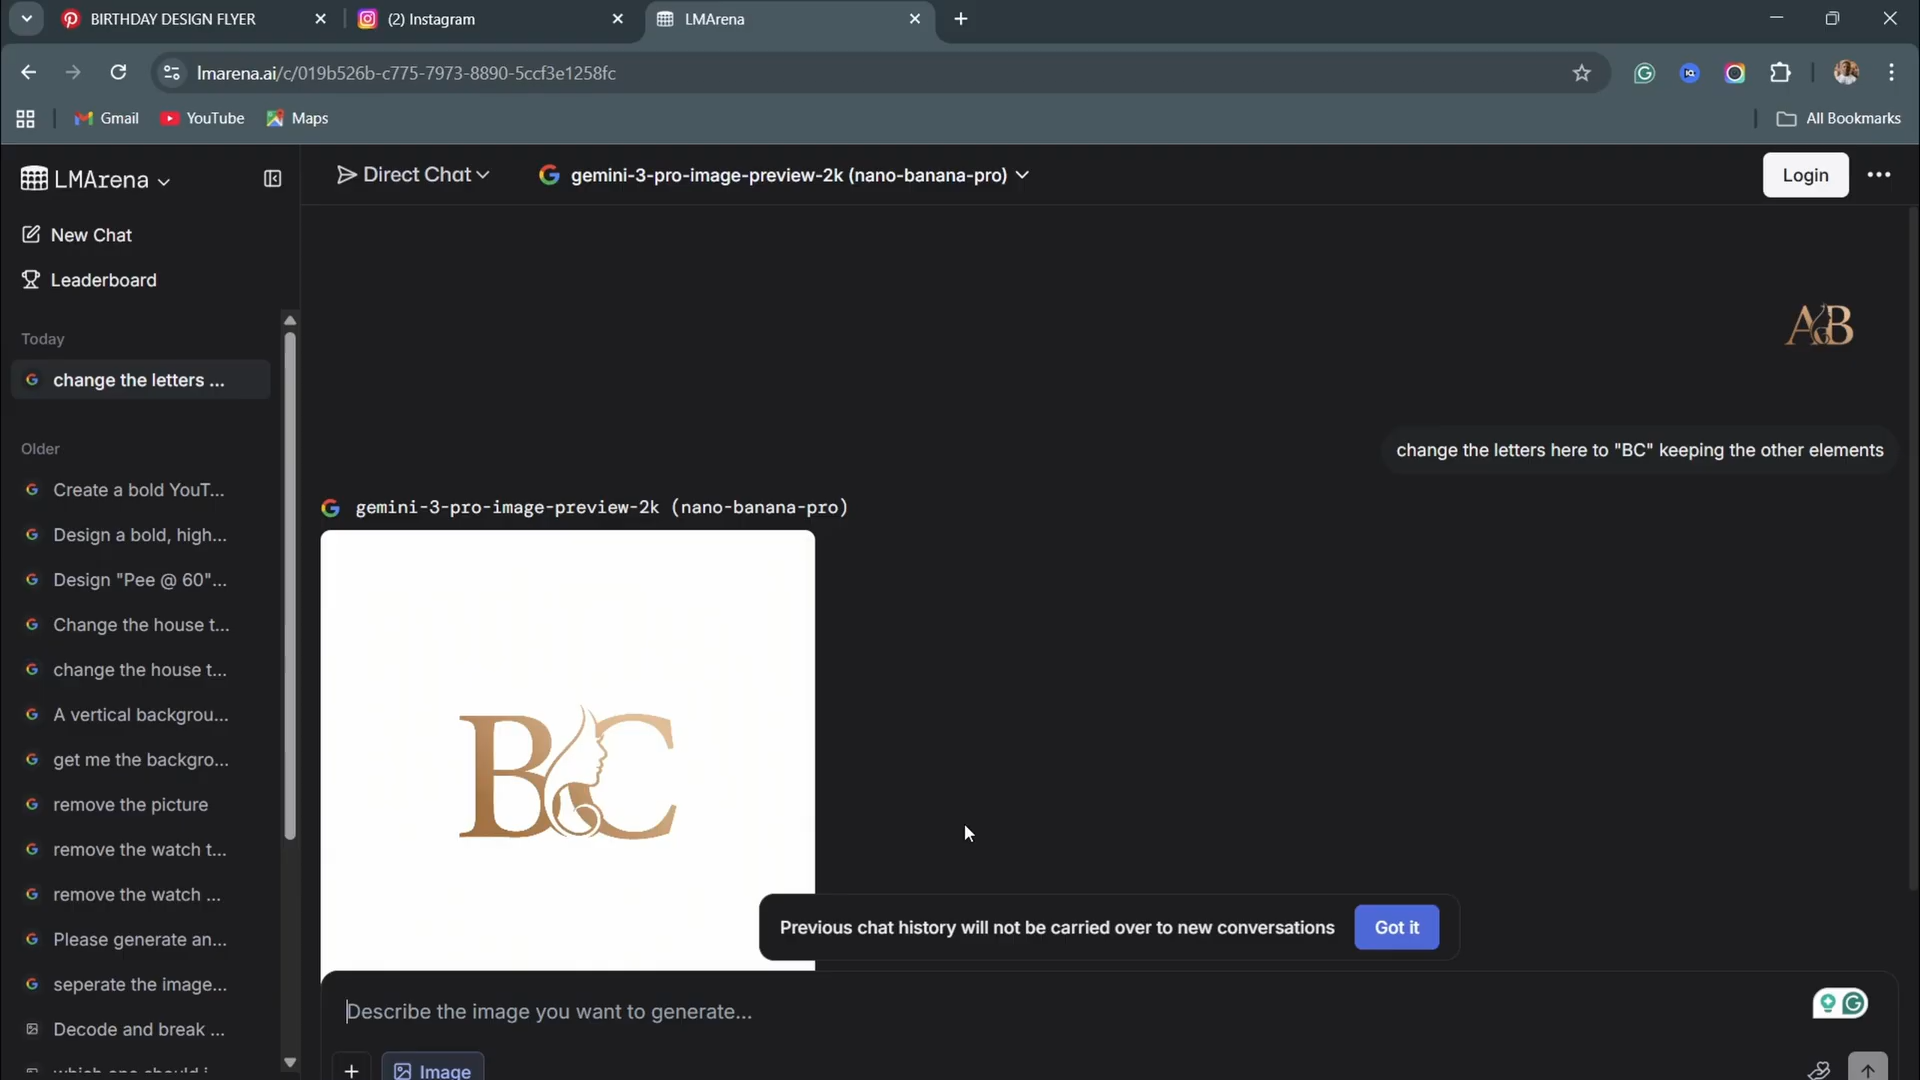 BIRTHDAY DESIGN FLYER
(2) Instagram
LMArena
lmarena.ai/c/019b526b-c775-7973-8890-5ccf3e1258fc
Gmail
YouTube
Maps
All Bookmarks
LMArena
Direct Chat
gemini-3-pro-image-preview-2k (nano-banana-pro)
Login
New Chat
Leaderboard
Today
change the letters ...
Older
Create a bold YouT...
Design a bold, high...
Design "Pee @ 60"...
Change the house t...
change the house t...
A vertical backgrou...
get me the backgro...
remove the picture
remove the watch t...
remove the watch ...
Please generate an...
seperate the image...
Decode and break ...
AB
change the letters here to "BC" keeping the other elements
gemini-3-pro-image-preview-2k (nano-banana-pro)
BC
Previous chat history will not be carried over to new conversations
Got it
Describe the image you want to generate...
Image